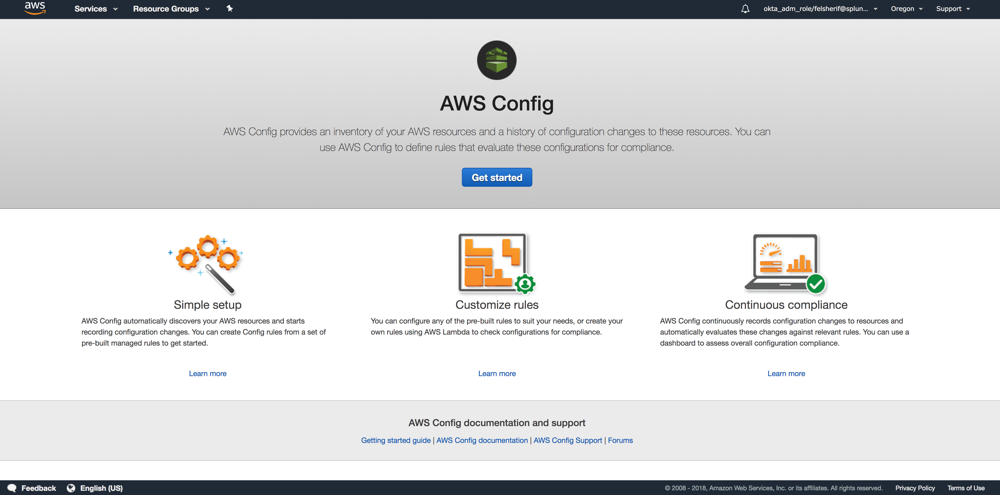 aws
Services
Resource Groups
okta_adm_role/felsherif@splun...
Oregon
Support
AWS Config
AWS Config provides an inventory of your AWS resources and a history of configuration changes to these resources. You can
use AWS Config to define rules that evaluate these configurations for compliance.
Get started
Simple setup
AWS Config automatically discovers your AWS resources and starts
recording configuration changes. You can create Config rules from a set of
pre-built managed rules to get started.
Learn more
Customize rules
You can configure any of the pre-built rules to suit your needs, or create your
own rules using AWS Lambda to check configurations for compliance.
Learn more
Continuous compliance
AWS Config continuously records configuration changes to resources and
automatically evaluates these changes against relevant rules. You can use a
dashboard to assess overall configuration compliance.
Learn more
AWS Config documentation and support
Getting started guide | AWS Config documentation | AWS Config Support | Forums
Feedback
English (US)
© 2008 - 2018, Amazon Web Services, Inc. or its affiliates. All rights reserved.
Privacy Policy
Terms of Use